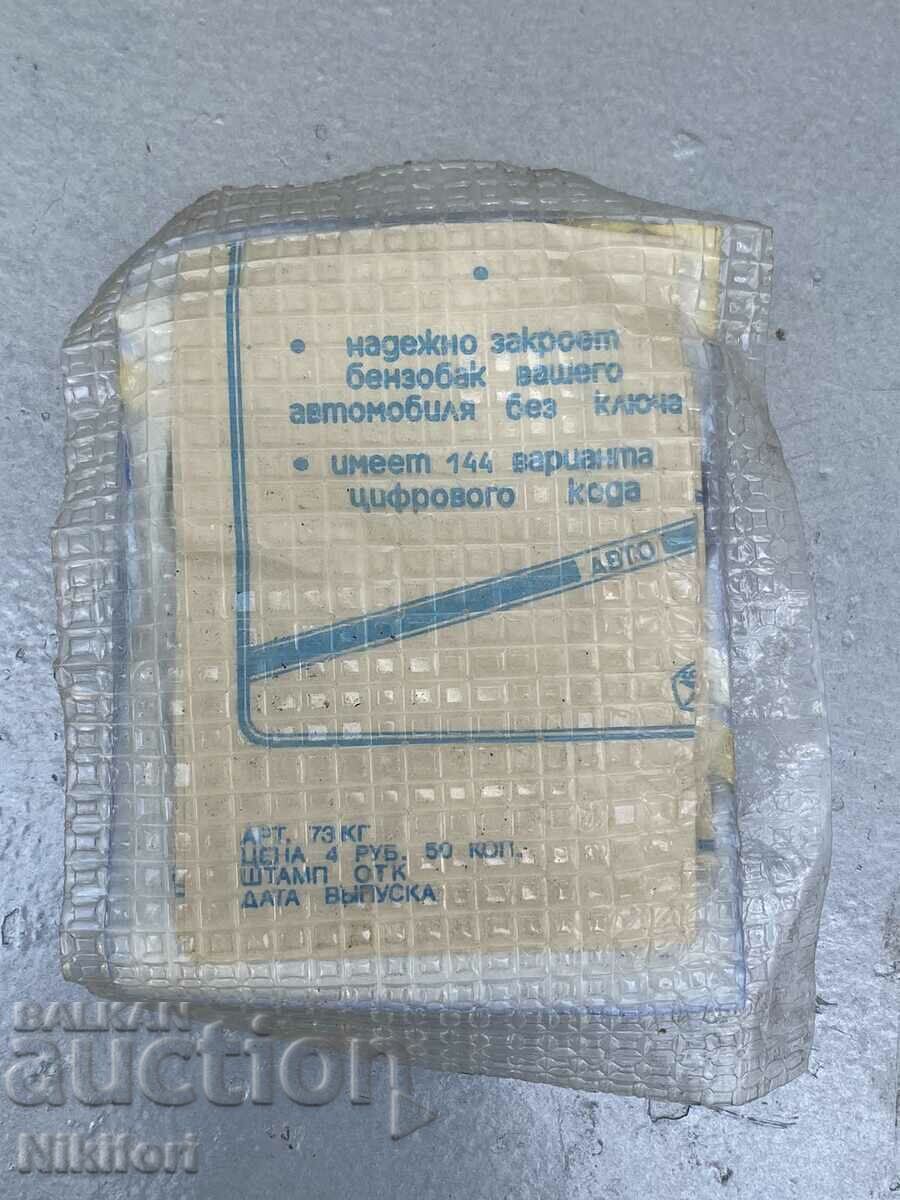 • надежно закроет
бензобак вашего
автомобиля без ключа
• имеет 144 варианта
цифрового кода
АВТО
АРТ. 73 КГ
ЦЕНА 4 РУБ. 50 КОП.
ШТАМП ОТК
ДАТА ВЫПУСКА
BALKAN
auction
Nikifori